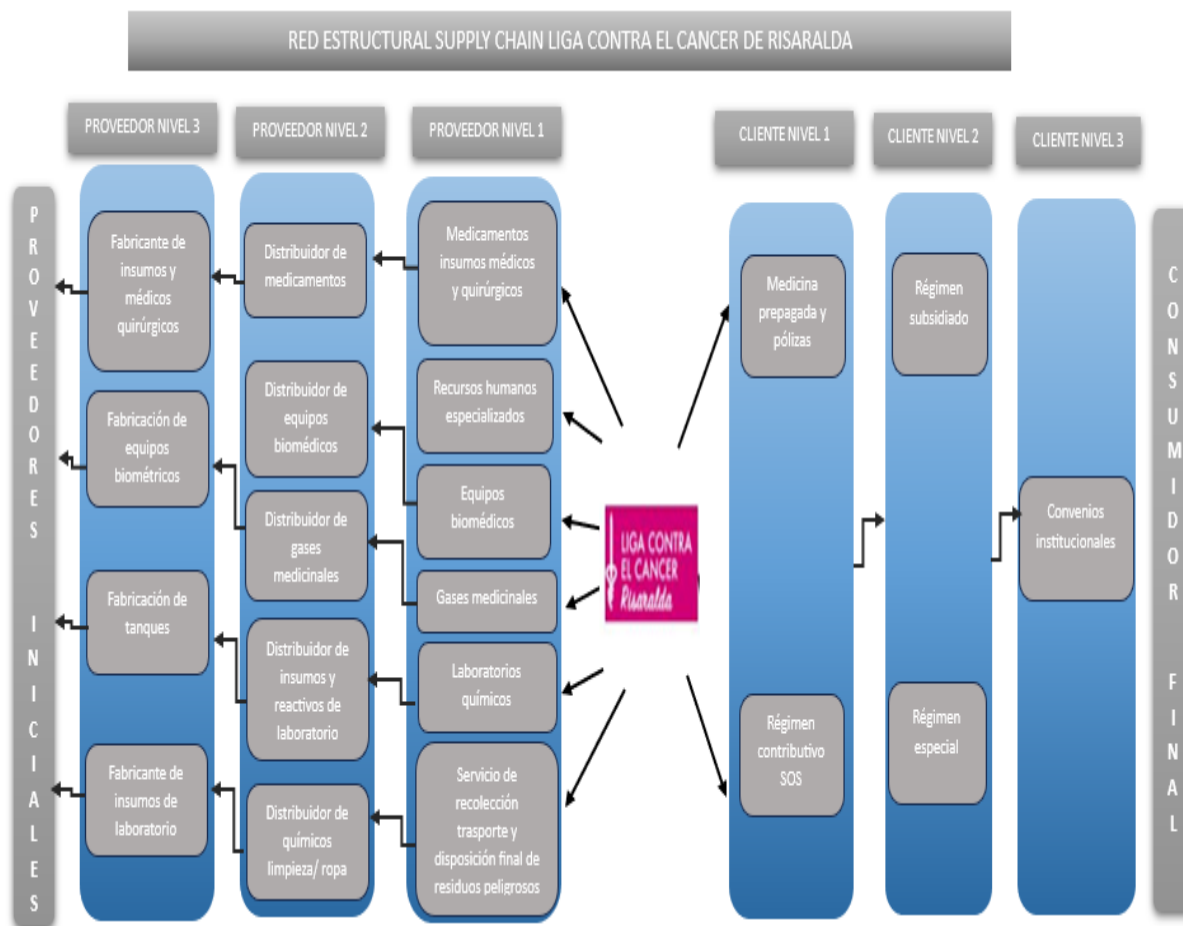 RED ESTRUCTURAL SUPPLY CHAIN LIGA CONTRA EL CANCER DE RISARALDA
PROVEEDOR NIVEL 3
PROVEEDOR NIVEL 2
PROVEEDOR NIVEL 1
CLIENTE NIVEL 1
CLIENTE NIVEL 2
CLIENTE NIVEL 3
PROVEEDORES INICIALES
Fabricante de
insumos y
médicos
quirúrgicos
Fabricación de
equipos
biométricos
Fabricación de
tanques
Fabricante de
insumos de
laboratorio
Distribuidor de
medicamentos
Distribuidor de
equipos
biomédicos
Distribuidor de
gases
medicinales
Distribuidor de
insumos y
reactivos de
laboratorio
Distribuidor de
químicos
limpieza/ ropa
Medicamentos
insumos médicos
y quirúrgicos
Recursos humanos
especializados
Equipos
biomédicos
Gases medicinales
Laboratorios
químicos
Servicio de
recolección
trasporte y
disposición final de
residuos peligrosos
LIGA CONTRA
EL CANCER
Risaralda
Medicina
prepagada y
pólizas
Régimen
contributivo
SOS
Régimen
subsidiado
Régimen
especial
Convenios
institucionales
CONSUMIDOR FINAL